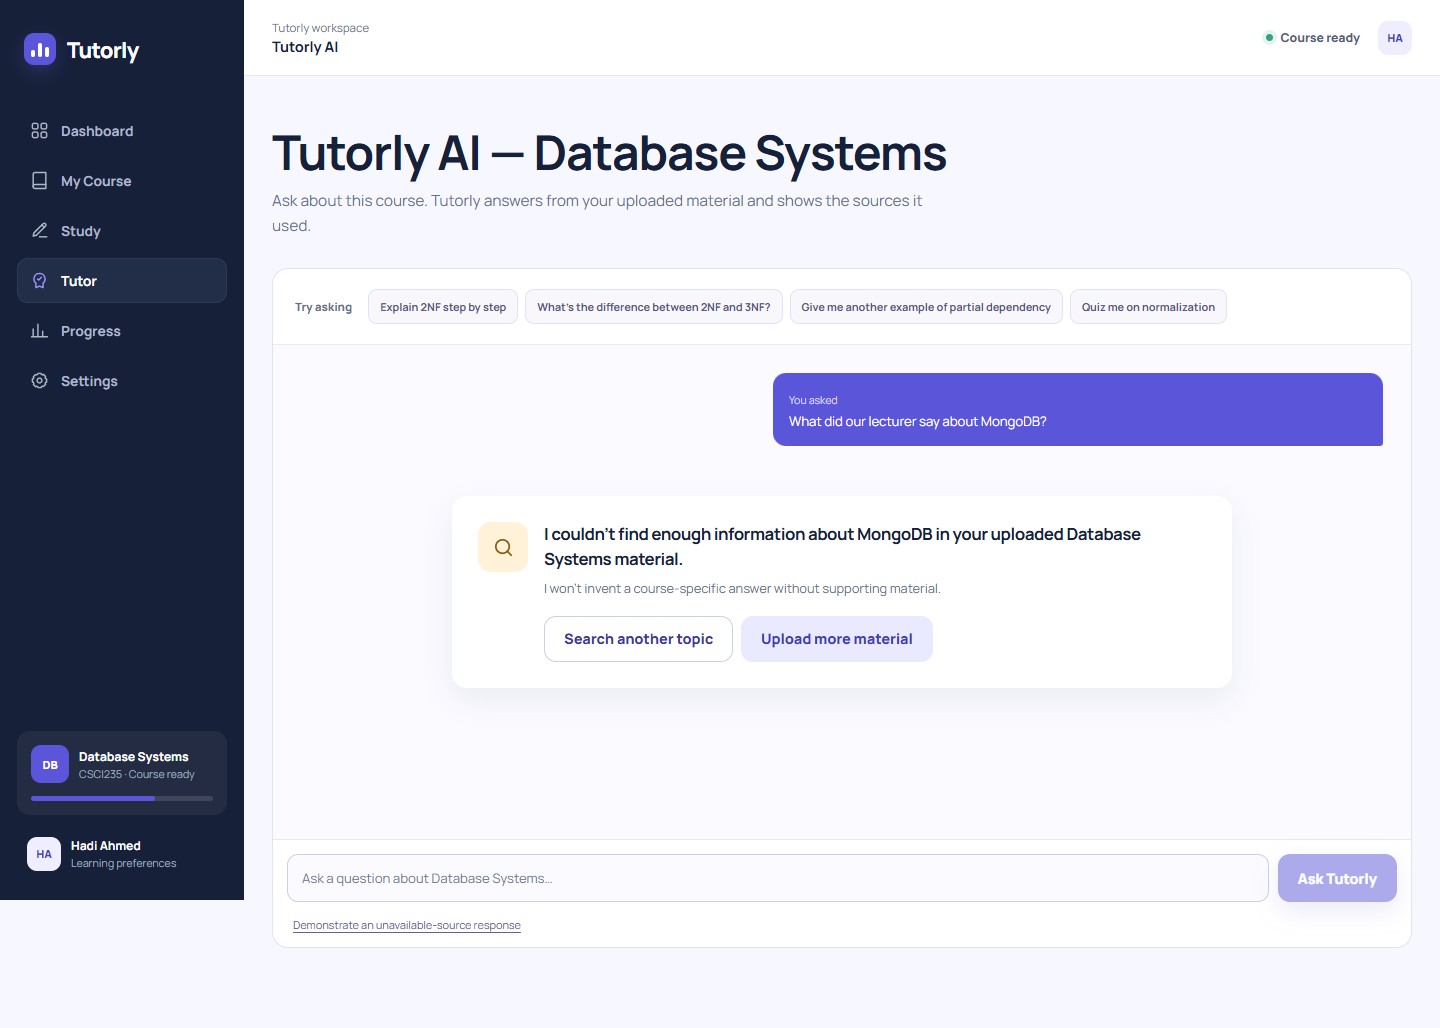 Tutorly
Dashboard
My Course
Study
Tutor
Progress
Settings
DB
Database Systems
CSCI235 · Course ready
HA
Hadi Ahmed
Learning preferences
Tutorly workspace
Tutorly AI
Course ready
HA
Tutorly AI — Database Systems
Ask about this course. Tutorly answers from your uploaded material and shows the sources it
used.
Try asking
Explain 2NF step by step
What's the difference between 2NF and 3NF?
Give me another example of partial dependency
Quiz me on normalization
You asked
What did our lecturer say about MongoDB?
I couldn't find enough information about MongoDB in your uploaded Database
Systems material.
I won't invent a course-specific answer without supporting material.
Search another topic
Upload more material
Ask a question about Database Systems...
Ask Tutorly
Demonstrate an unavailable-source response